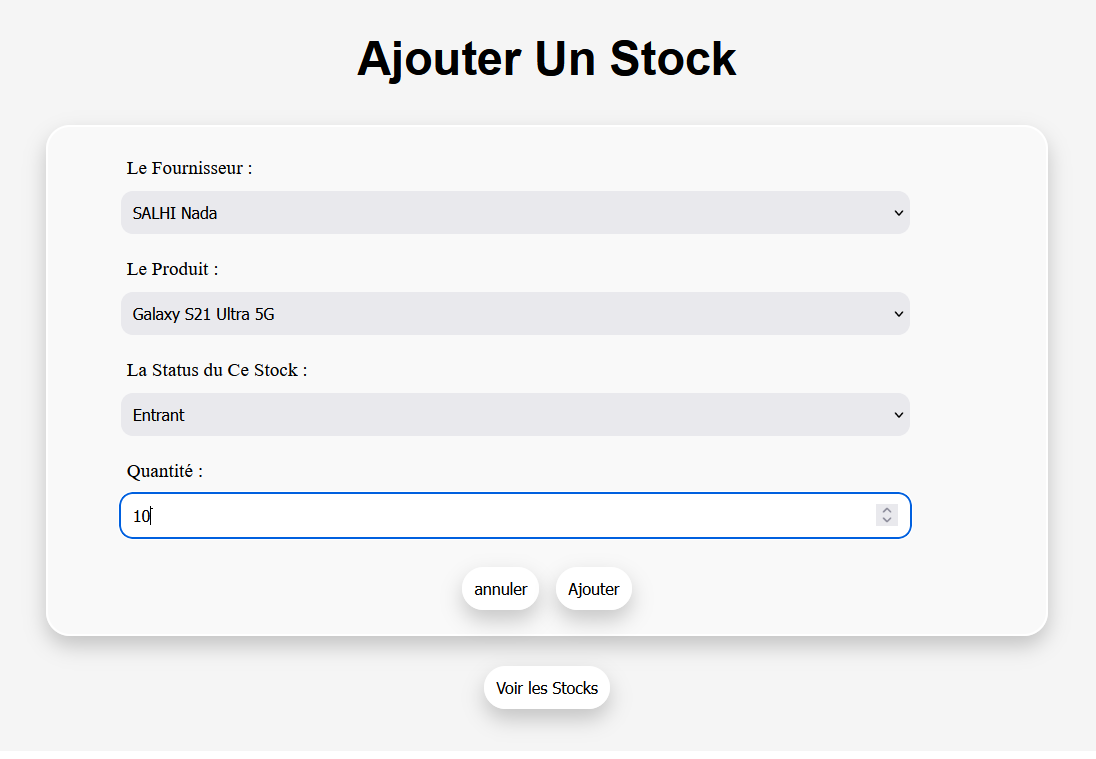 Ajouter Un Stock
Le Fournisseur :
SALHI Nada
Le Produit :
Galaxy S21 Ultra 5G
La Status du Ce Stock :
Entrant
Quantité :
10
annuler Ajouter
Voir les Stocks